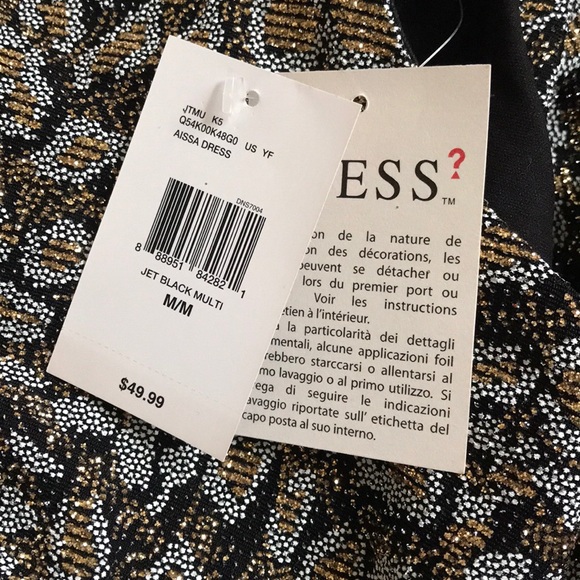 JTMU K5
Q54K00K48G0 US YF
AISSA DRESS
DNS7004
8 58951 84282 1
JET BLACK MULTI
M/M
$49.99
ESS?™
on de la nature de
on des décorations, les
peuvent se détacher ou
lors du premier port ou
Voir les instructions
etien à l'intérieur.
a la particolarità dei dettagli
mentali, alcune applicazioni foil
rebbero starccarsi o allentarsi al
mo lavaggio o al primo utilizzo. Si
ega di seguire le indicazioni
avaggio riportate sull' etichetta del
capo posta al suo interno.